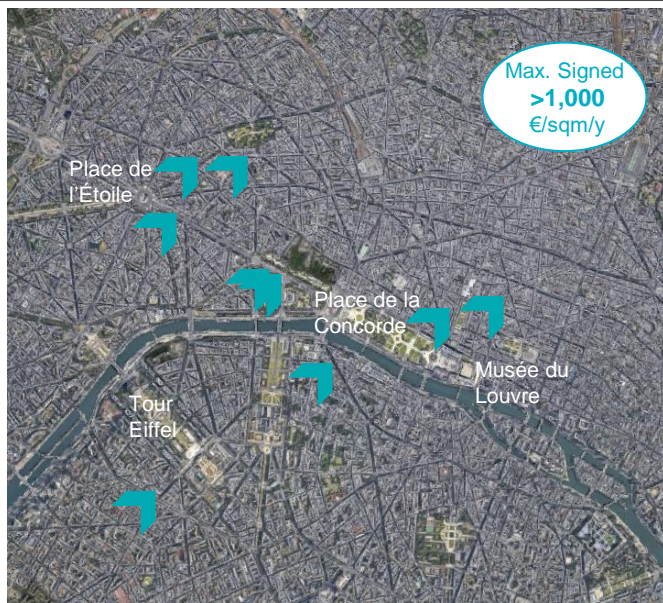 Max. Signed
>1,000
€/sqm/y
Place de
l'Étoile
Place de la
Concorde
Musée du
Louvre
Tour
Eiffel